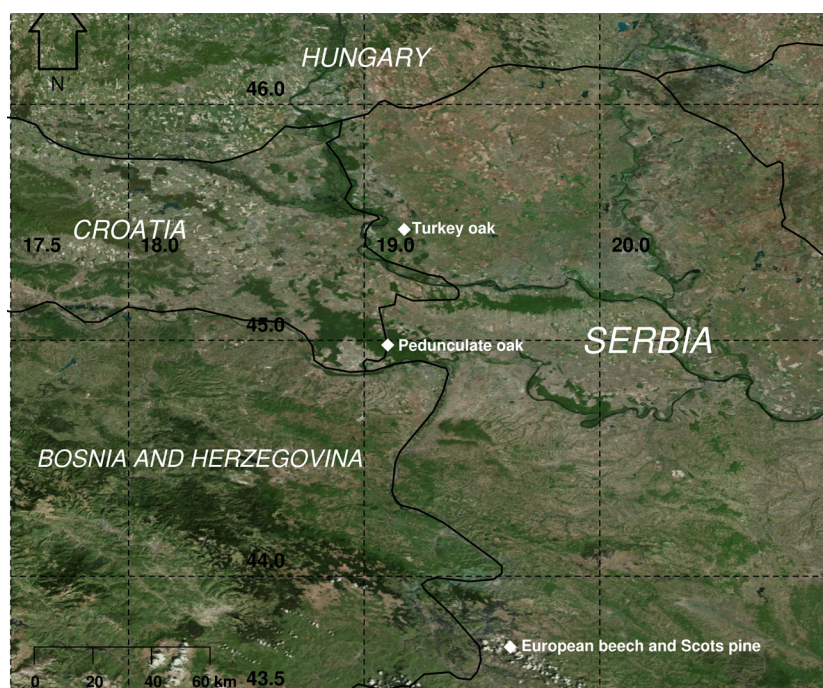 HUNGARY
N
46.0
CROATIA
Turkey oak
17.5
18.0
19.0
20.0
45.0
SERBIA
Pedunculate oak
BOSNIA AND HERZEGOVINA
44.0
European beech and Scots pine
0 20 40 60 km
43.5